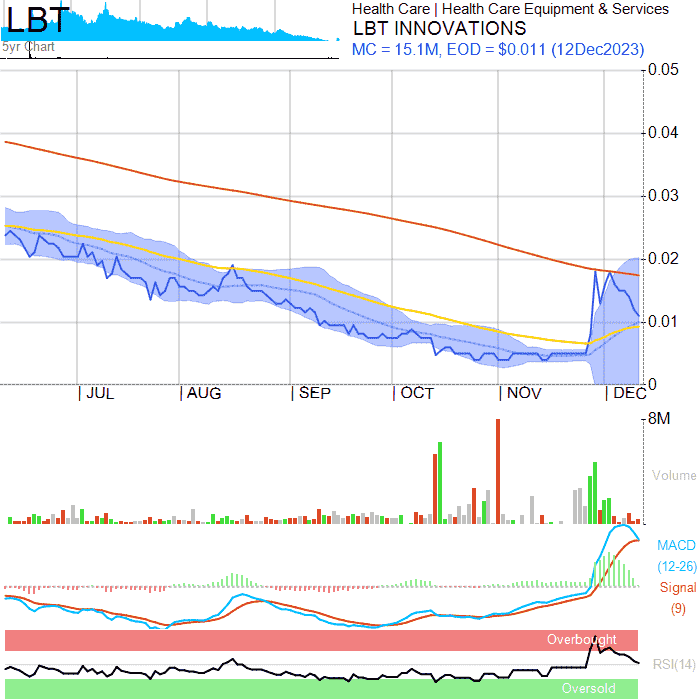 LBT
5yr Chart
Health Care | Health Care Equipment & Services
LBT INNOVATIONS
MC = 15.1M, EOD = $0.011 (12Dec2023)
0.05
0.04
0.03
0.02
0.01
0
| JUL | AUG | SEP | OCT | NOV | DEC
8M
Volume
MACD
(12-26)
Signal
(9)
Overbought
RSI(14)
Oversold